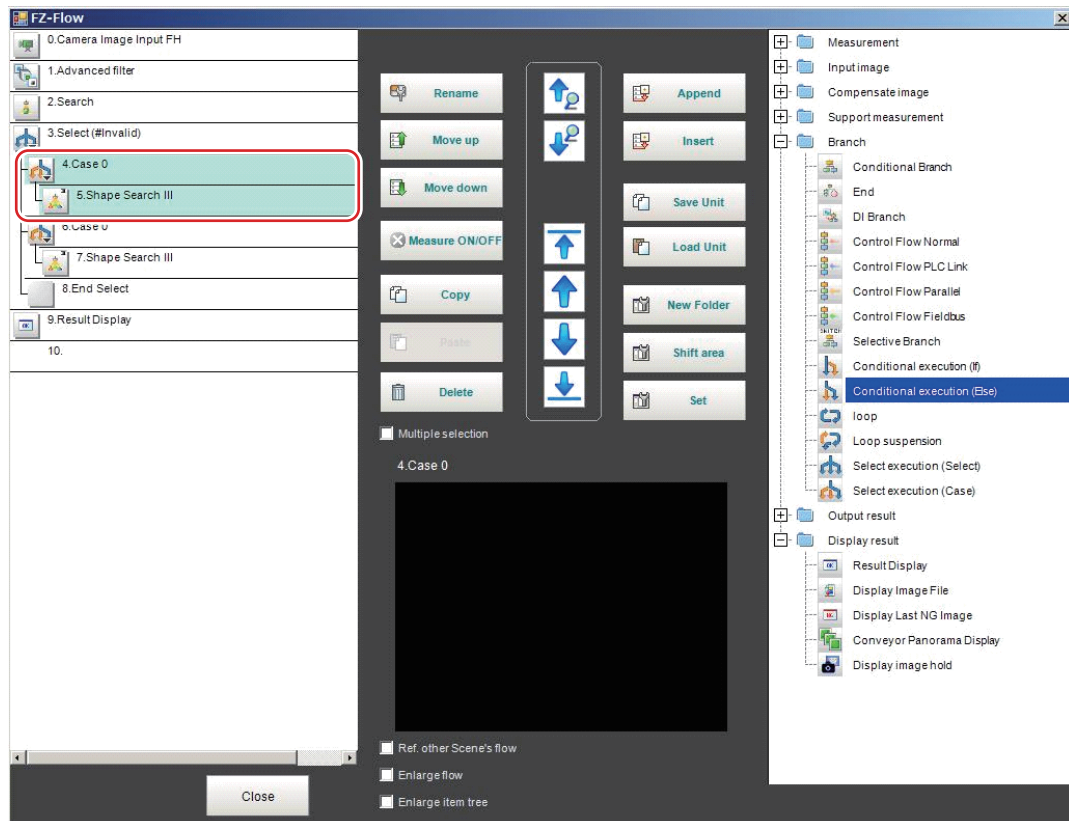 FZ-Flow
0.Camera Image Input FH
1.Advanced filter
2.Search
3.Select (#Invalid)
4.Case 0
5.Shape Search III
6.Case 0
7.Shape Search III
8.End Select
9.Result Display
10.
Close
Rename
Move up
Move down
Measure ON/OFF
Copy
Paste
Delete
Append
Insert
Save Unit
Load Unit
New Folder
Shift area
Set
Multiple selection
4.Case 0
Ref. other Scene's flow
Enlarge flow
Enlarge item tree
Measurement
Input image
Compensate image
Support measurement
Branch
Conditional Branch
End
DI Branch
Control Flow Normal
Control Flow PLC Link
Control Flow Parallel
Control Flow Fieldbus
Selective Branch
Conditional execution (If)
Conditional execution (Else)
loop
Loop suspension
Select execution (Select)
Select execution (Case)
Output result
Display result
Result Display
Display Image File
Display Last NG Image
Conveyor Panorama Display
Display image hold